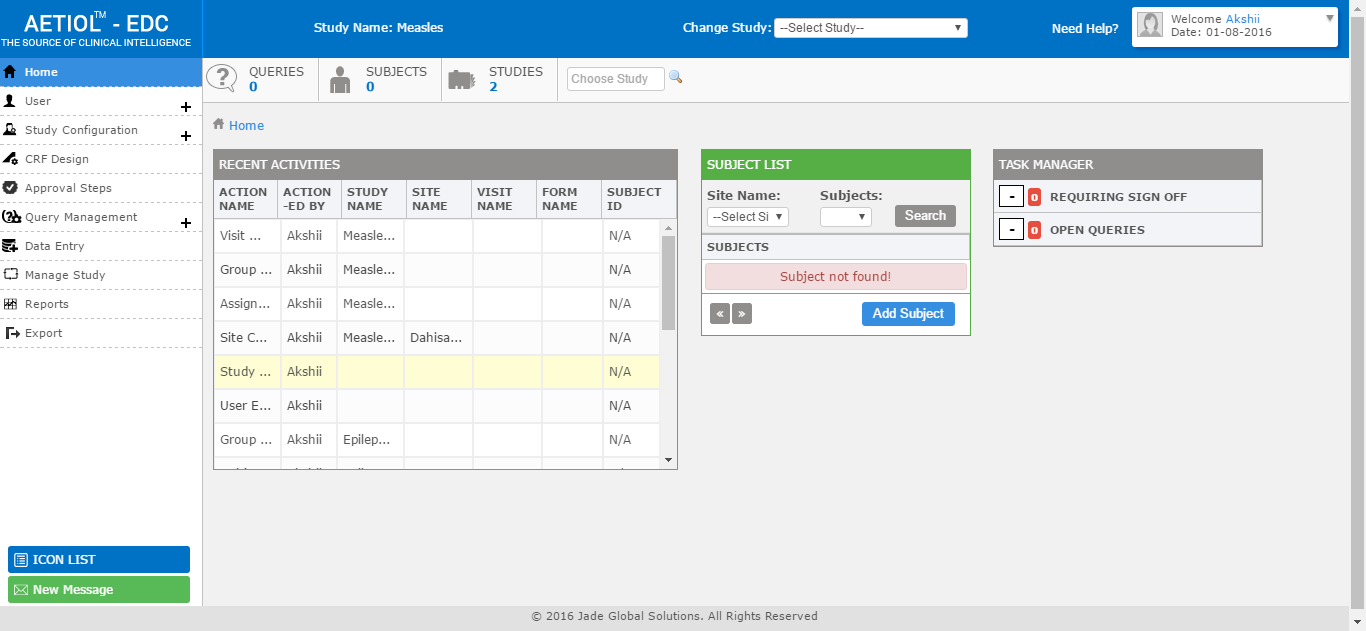 AETIOL™ - EDC
THE SOURCE OF CLINICAL INTELLIGENCE
Study Name: Measles
Change Study: --Select Study--
Need Help?
Welcome Akshii
Date: 01-08-2016
Home
User
Study Configuration
CRF Design
Approval Steps
Query Management
Data Entry
Manage Study
Reports
Export
ICON LIST
New Message
QUERIES
0
SUBJECTS
0
STUDIES
2
Choose Study
Home
RECENT ACTIVITIES
ACTION NAME ACTION -ED BY STUDY NAME SITE NAME VISIT NAME FORM NAME SUBJECT ID
Visit ... Akshii Measle... N/A
Group ... Akshii Measle... N/A
Assign... Akshii Measle... N/A
Site C... Akshii Measle... Dahisa... N/A
Study ... Akshii N/A
User E... Akshii N/A
Group ... Akshii Epilep... N/A
SUBJECT LIST
Site Name: Subjects:
--Select Si Search
SUBJECTS
Subject not found!
« » Add Subject
TASK MANAGER
- 0 REQUIRING SIGN OFF
- 0 OPEN QUERIES
© 2016 Jade Global Solutions. All Rights Reserved